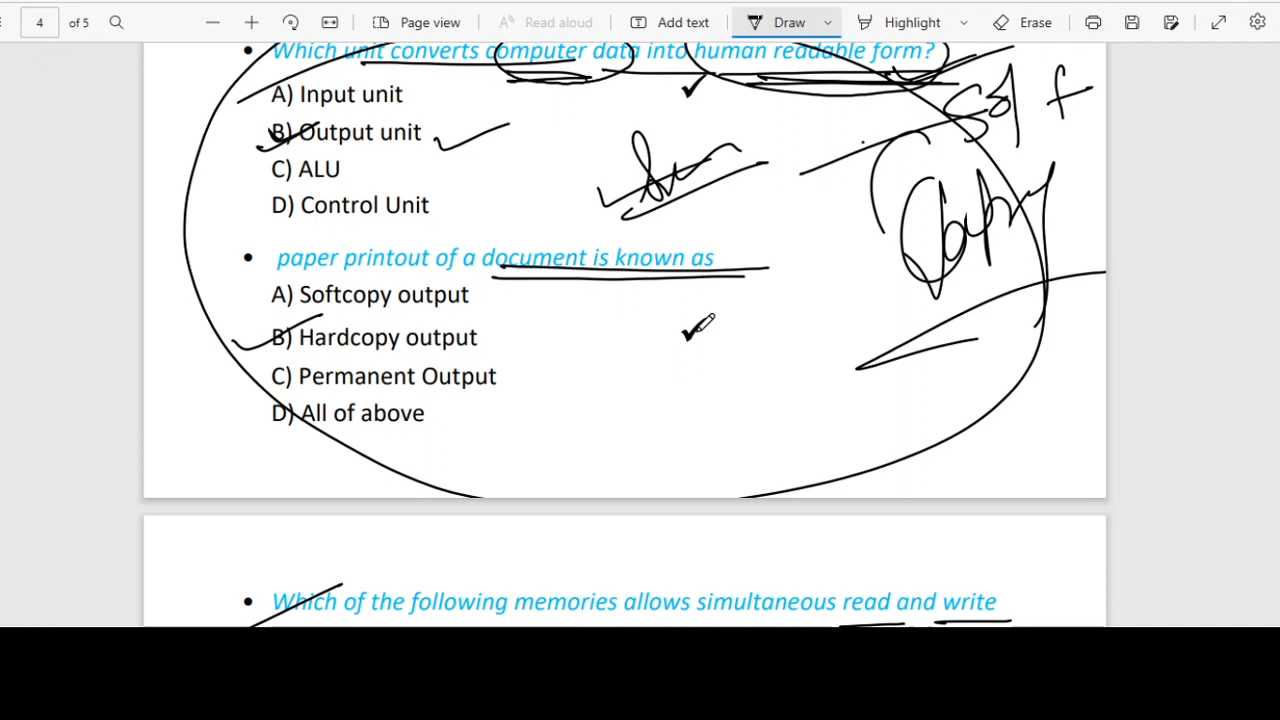 4 of 5 Page view Read aloud Add text Draw Highlight Erase
• Which unit converts computer data into human readable form?
A) Input unit
B) Output unit
C) ALU
D) Control Unit
• paper printout of a document is known as
A) Softcopy output
B) Hardcopy output
C) Permanent Output
D) All of above
• Which of the following memories allows simultaneous read and write